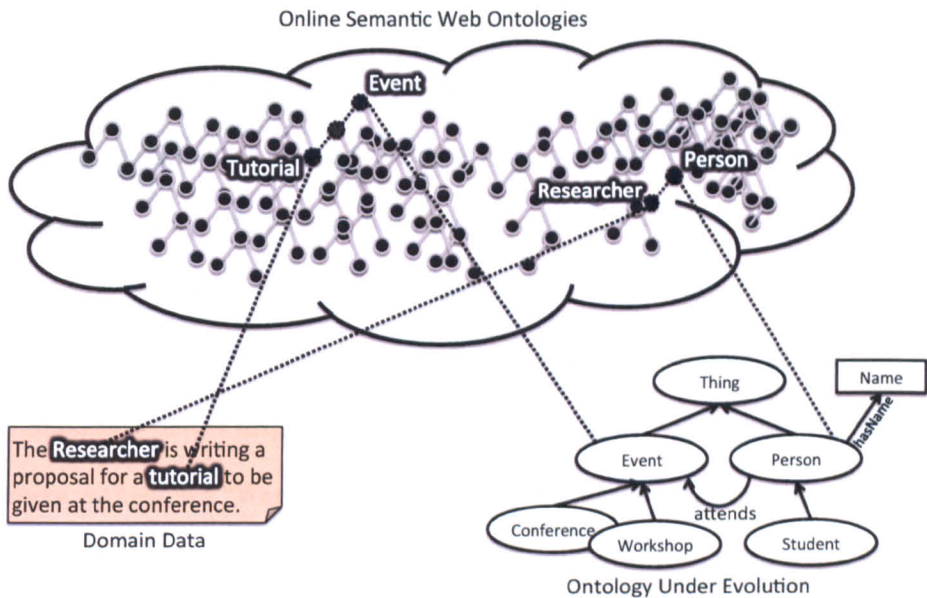 Online Semantic Web Ontologies
Event
Tutorial
Person
Researcher
Thing
Name
hasName
The Researcher is writing a
proposal for a tutorial to be
given at the conference.
Event
Person
attends
Conference
Workshop
Student
Domain Data
Ontology Under Evolution